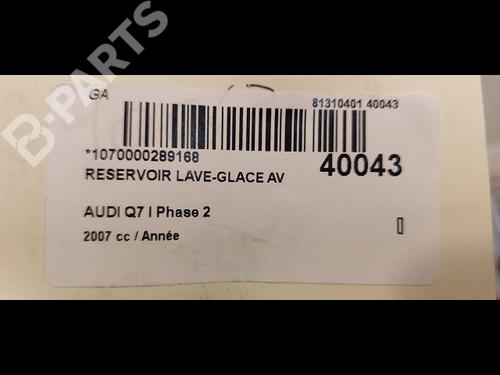 GA
81310401 40043
*1070000289168
40043
RESERVOIR LAVE-GLACE AV
AUDI Q7 I Phase 2
2007 cc / Année
B-PARTS